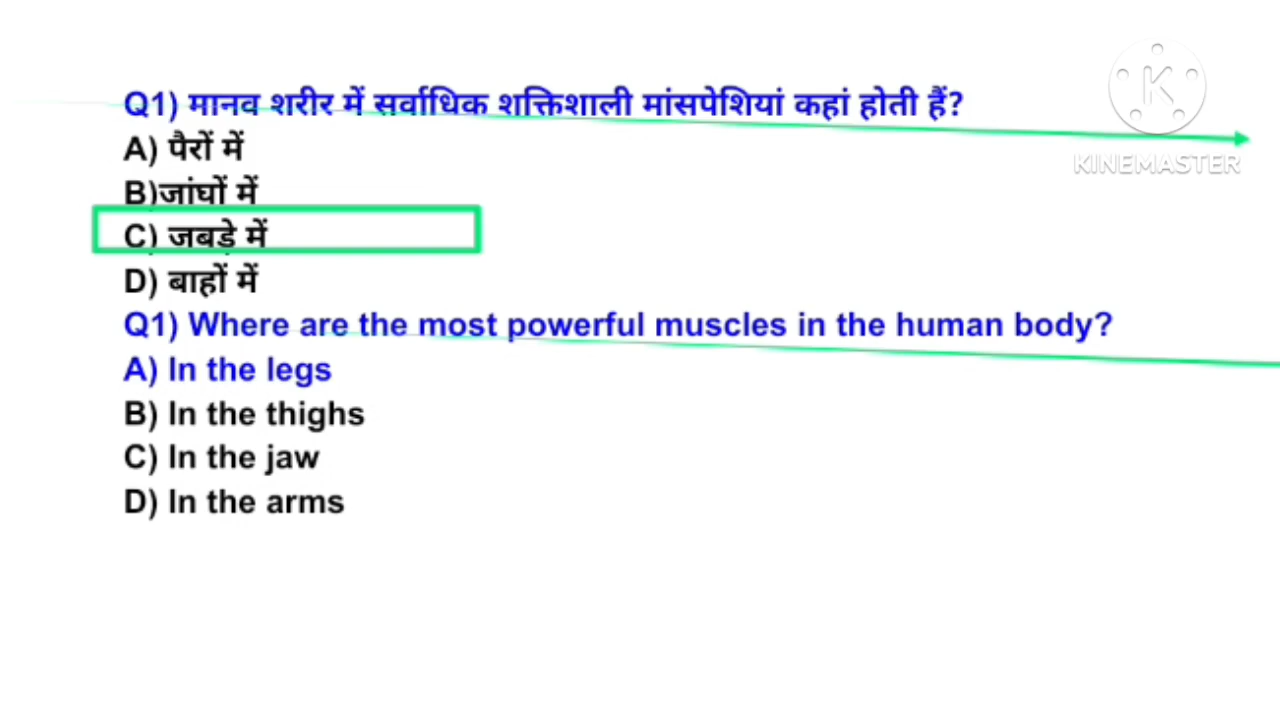 Q1) मानव शरीर में सर्वाधिक शक्तिशाली मांसपेशियां कहां होती हैं?
A) पैरों में
B)जांघों में
C) जबड़े में
D) बाहों में
Q1) Where are the most powerful muscles in the human body?
A) In the legs
B) In the thighs
C) In the jaw
D) In the arms
K
KINEMASTER